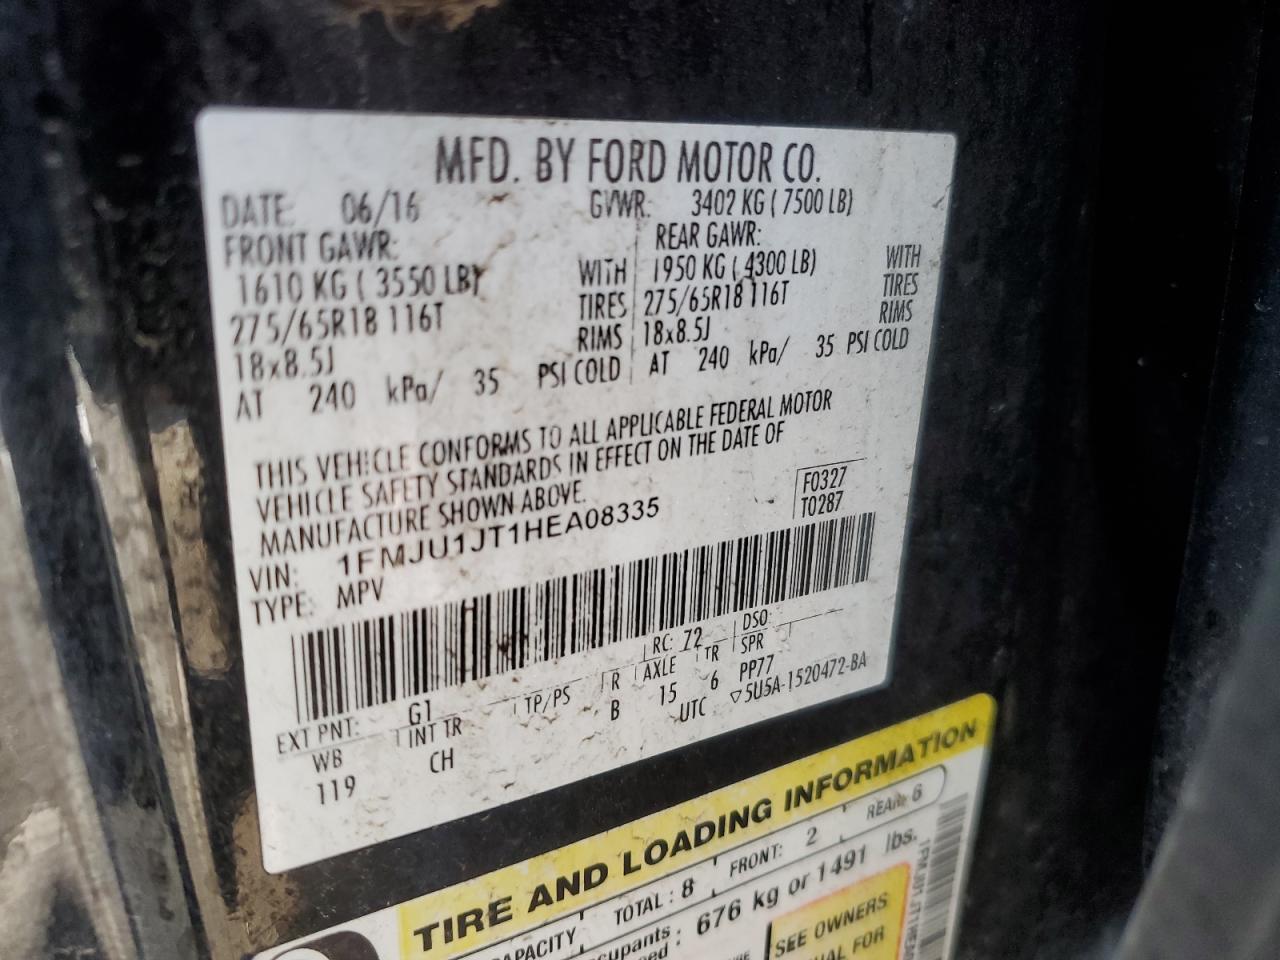 MFD. BY FORD MOTOR CO.
DATE: 06/16 GVWR: 3402 KG ( 7500 LB)
FRONT GAWR: REAR GAWR:
1610 KG ( 3550 LB) WITH 1950 KG ( 4300 LB) WITH
275/65R18 116T TIRES 275/65R18 116T TIRES
18x8.5J RIMS 18x8.5J RIMS
AT 240 kPa/ 35 PSI COLD AT 240 kPa/ 35 PSI COLD
THIS VEHICLE CONFORMS TO ALL APPLICABLE FEDERAL MOTOR
VEHICLE SAFETY STANDARDS IN EFFECT ON THE DATE OF
MANUFACTURE SHOWN ABOVE.
F0327
T0287
VIN: 1FMJU1JT1HEA08335
TYPE: MPV
EXT PNT: G1 RC: 72 DSO:
WB INT TR TP/PS R AXLE TR SPR
119 CH B 15 6 PP77
UTC ▽5U5A-1520472-BA
TIRE AND LOADING INFORMATION
CAPACITY TOTAL : 8 FRONT: 2 REAR: 6
676 kg or 1491 lbs.
SEE OWNERS
FOR